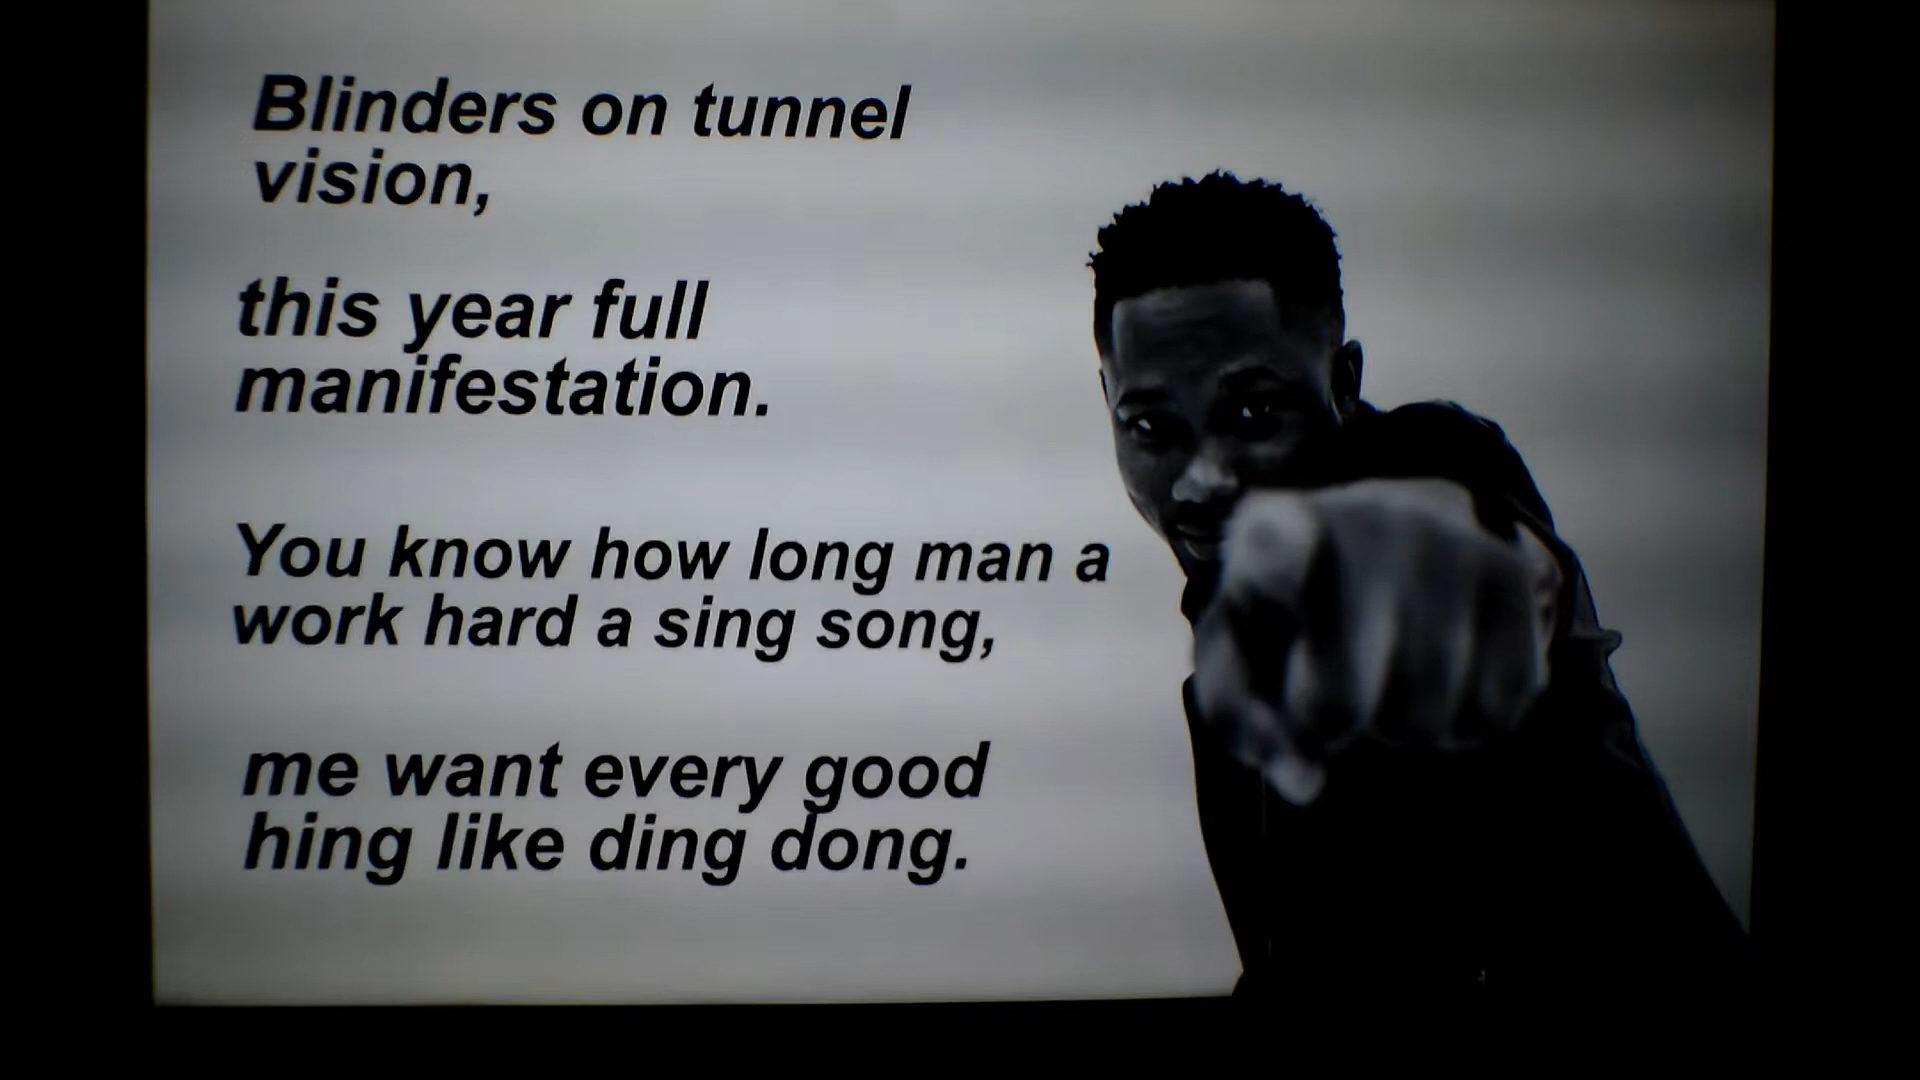 Blinders on tunnel
vision,
this year full
manifestation.
You know how long man a
work hard a sing song,
me want every good
hing like ding dong.